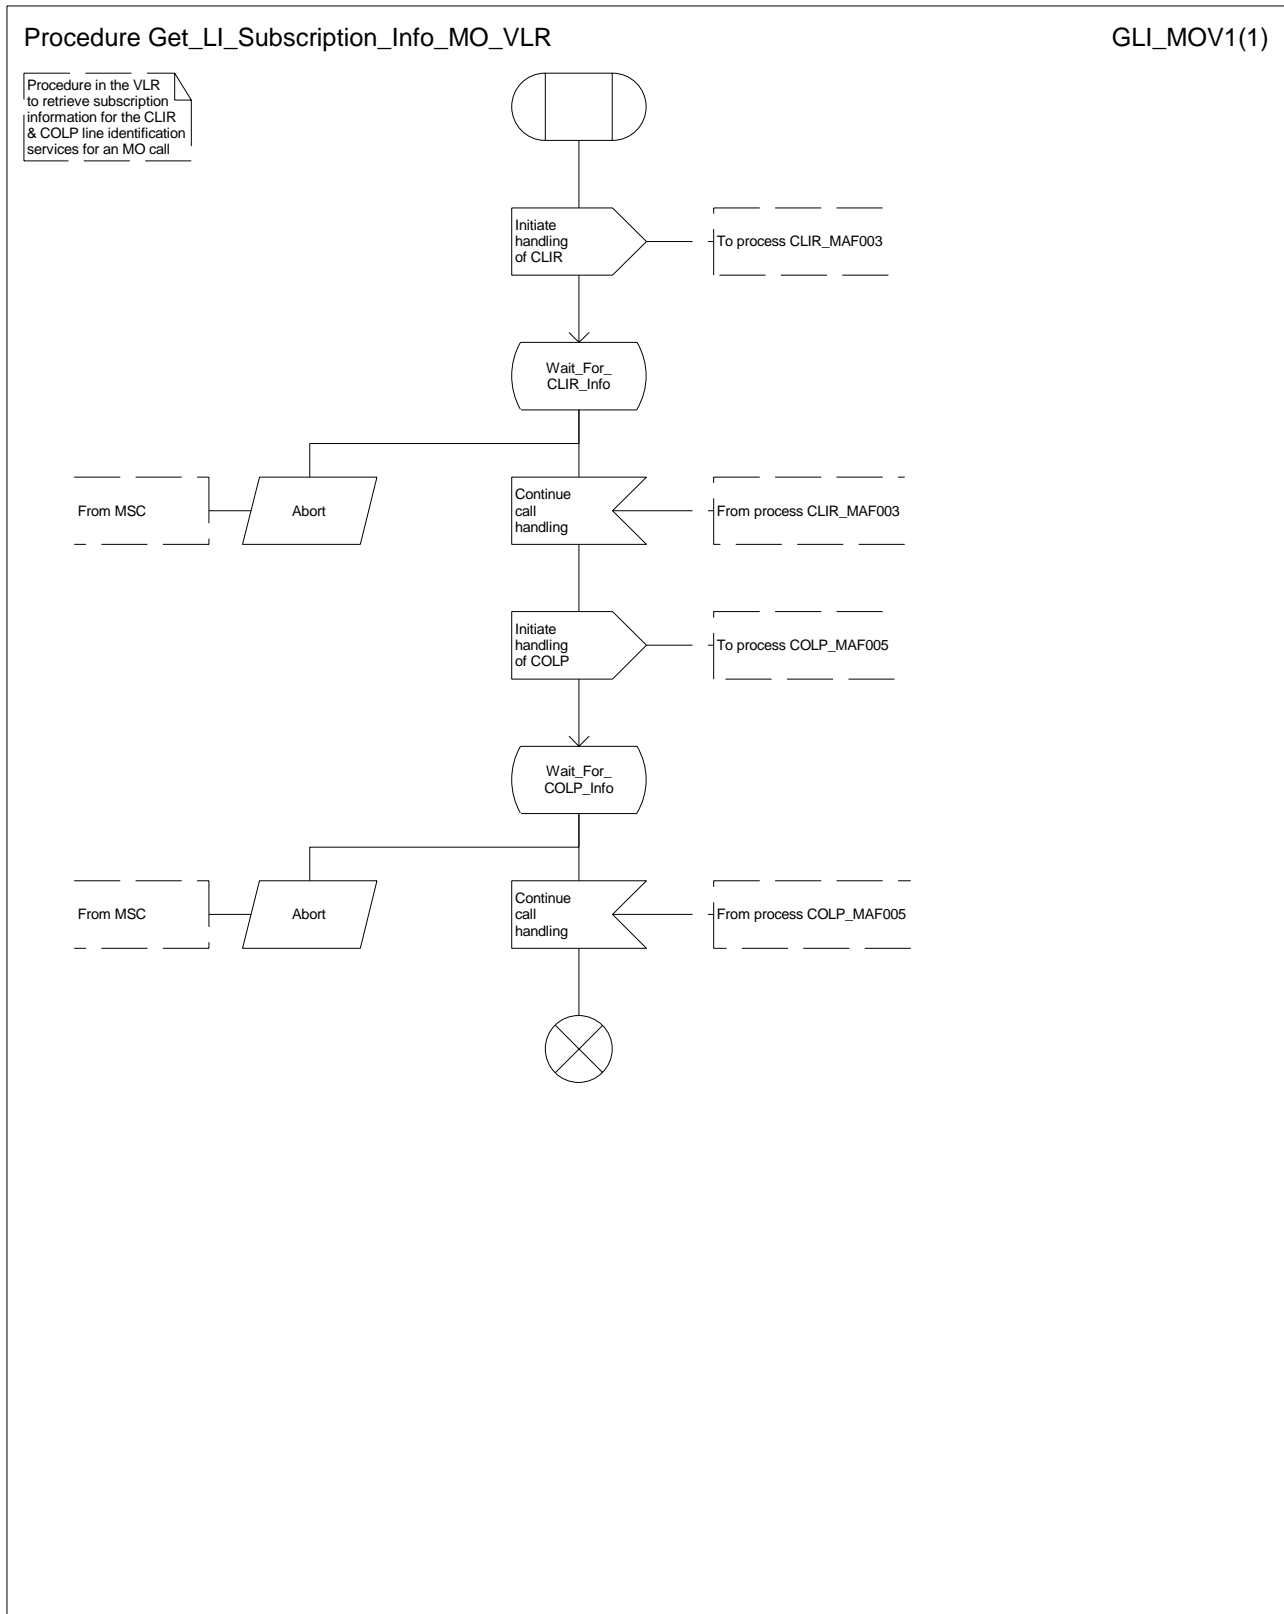 Procedure Get_LI_Subscription_Info_MO_VLR
GLI_MOV1(1)
Procedure in the VLR
to retrieve subscription
information for the CLIR
& COLP line identification
services for an MO call
Initiate
handling
of CLIR
To process CLIR_MAF003
Wait_For_
CLIR_Info
From MSC
Abort
Continue
call
handling
From process CLIR_MAF003
Initiate
handling
of COLP
To process COLP_MAF005
Wait_For_
COLP_Info
From MSC
Abort
Continue
call
handling
From process COLP_MAF005